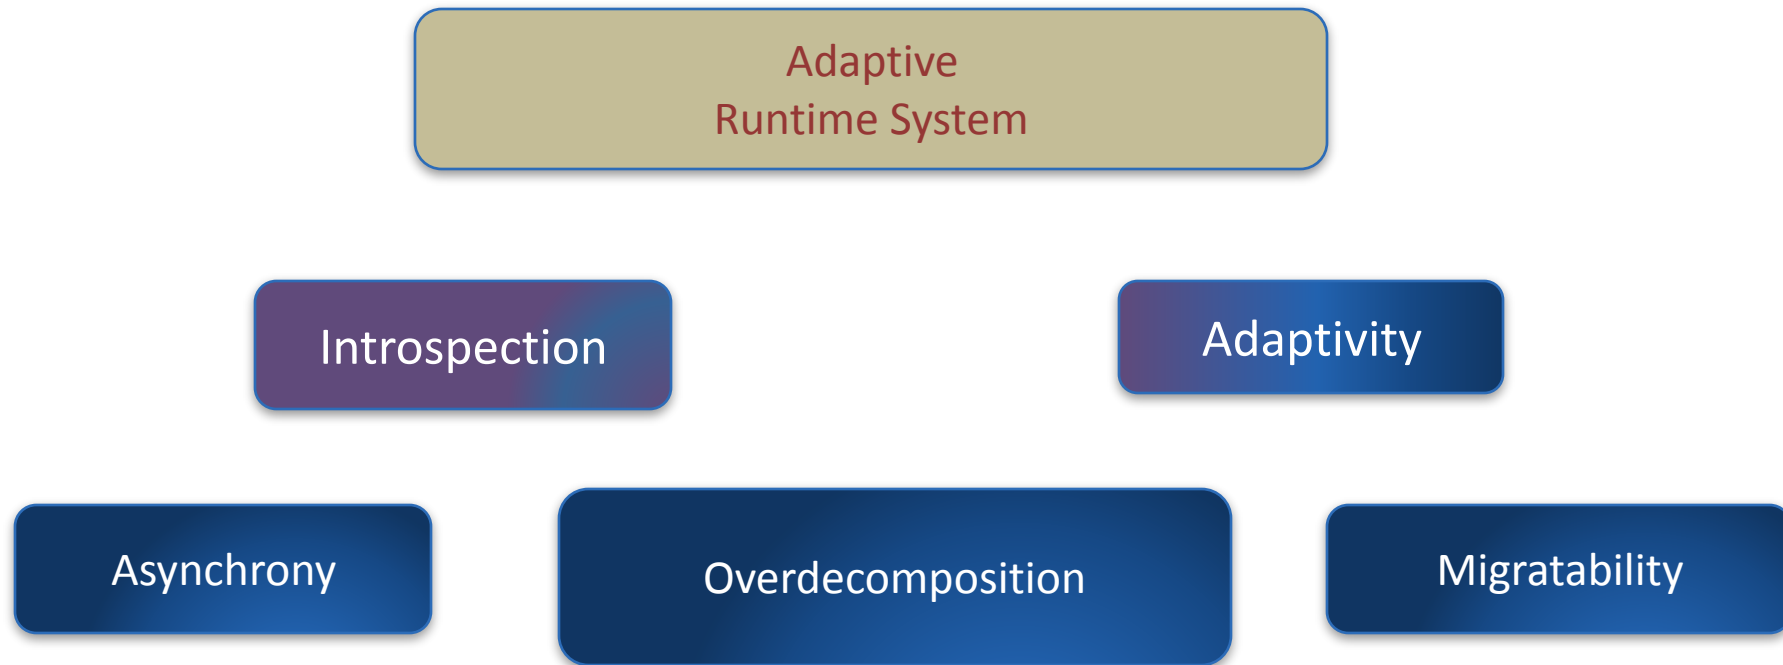 Adaptive
Runtime System
Introspection
Adaptivity
Asynchrony
Overdecomposition
Migratability